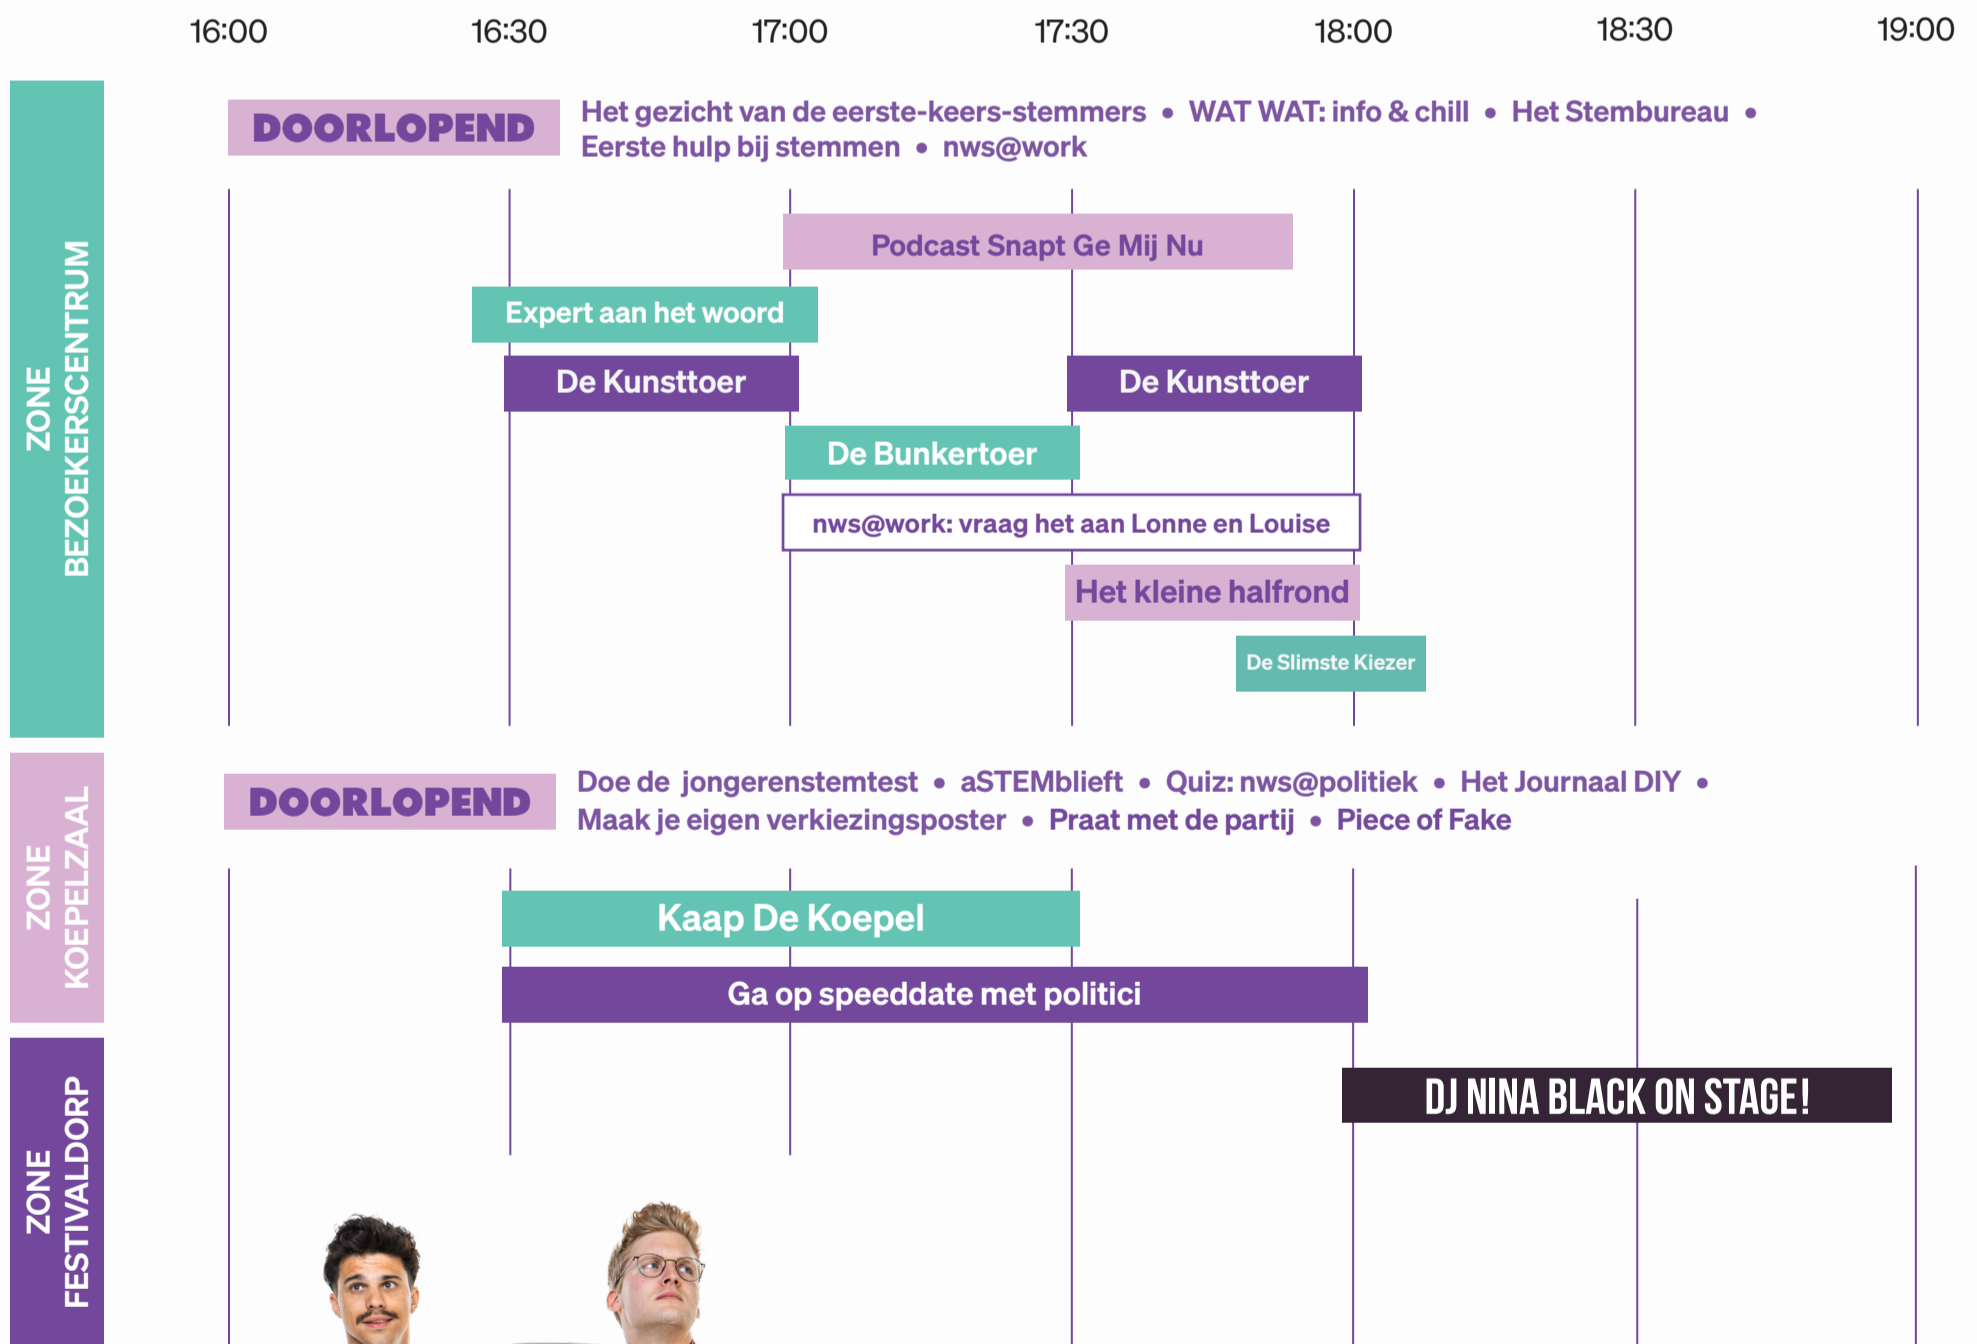 16:00 16:30 17:00 17:30 18:00 18:30 19:00
ZONE
BEZOEKERSCENTRUM
DOORLOPEND
Het gezicht van de eerste-keers-stemmers • WAT WAT: info & chill • Het Stembureau •
Eerste hulp bij stemmen • nws@work
Podcast Snapt Ge Mij Nu
Expert aan het woord
De Kunsttoer De Kunsttoer
De Bunkertoer
nws@work: vraag het aan Lonne en Louise
Het kleine halfrond
De Slimste Kiezer
ZONE
KOEPELZAAL
DOORLOPEND
Doe de jongerenstemtest • aSTEMblieft • Quiz: nws@politiek • Het Journaal DIY •
Maak je eigen verkiezingsposter • Praat met de partij • Piece of Fake
Kaap De Koepel
Ga op speeddate met politici
ZONE
FESTIVALDORP
DJ NINA BLACK ON STAGE!